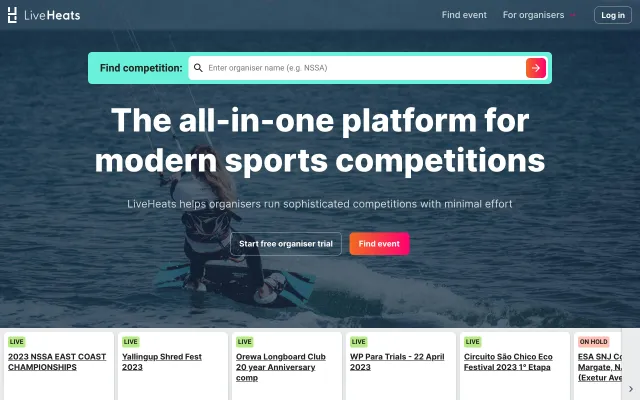 LiveHeats
Find event
For organisers
Log in
Find competition:
Enter organiser name (e.g. NSSA)
The all-in-one platform for
modern sports competitions
LiveHeats helps organisers run sophisticated competitions with minimal effort
Start free organiser trial
Find event
LIVE
2023 NSSA EAST COAST
CHAMPIONSHIPS
LIVE
Yallingup Shred Fest
2023
LIVE
Orewa Longboard Club
20 year Anniversary
comp
LIVE
WP Para Trials - 22 April
2023
LIVE
Circuito São Chico Eco
Festival 2023 1° Etapa
ON HOLD
ESA SNJ Co
Margate, NJ
(Exetur Ave